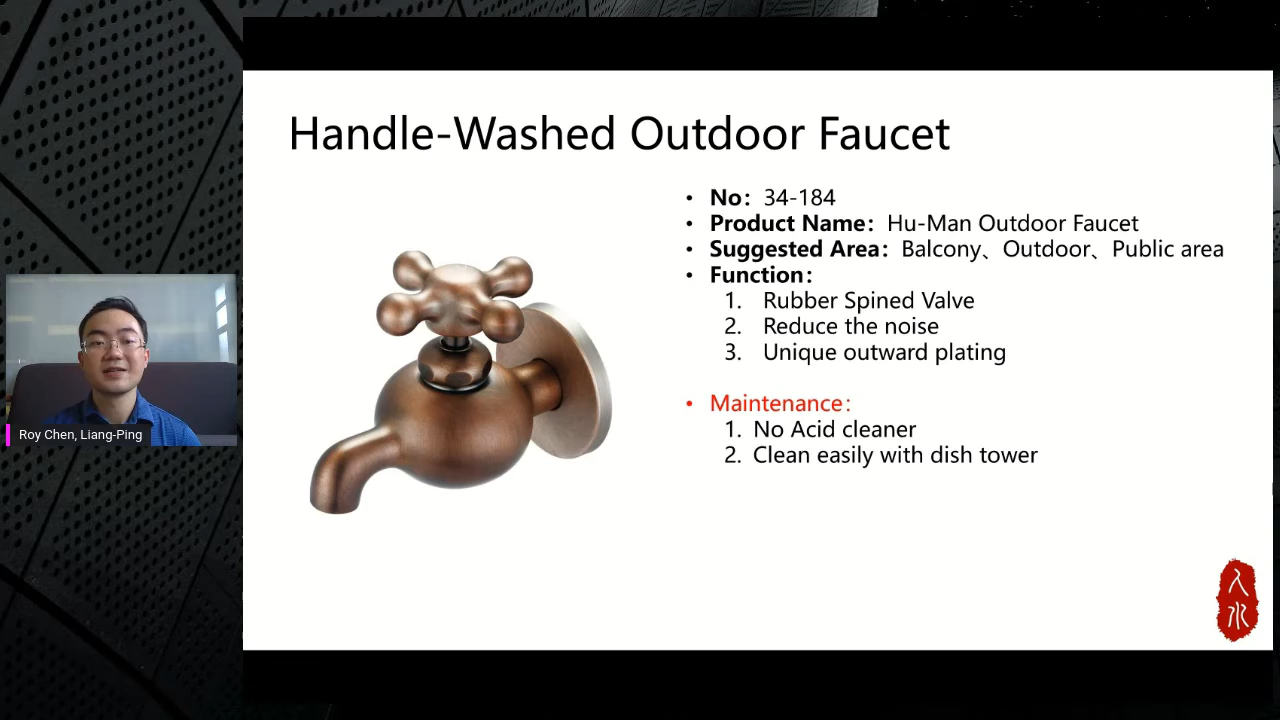 Handle-Washed Outdoor Faucet
• No： 34-184
• Product Name： Hu-Man Outdoor Faucet
• Suggested Area： Balcony、Outdoor、Public area
• Function：
1. Rubber Spined Valve
2. Reduce the noise
3. Unique outward plating
• Maintenance：
1. No Acid cleaner
2. Clean easily with dish tower
Roy Chen, Liang-Ping
入
水